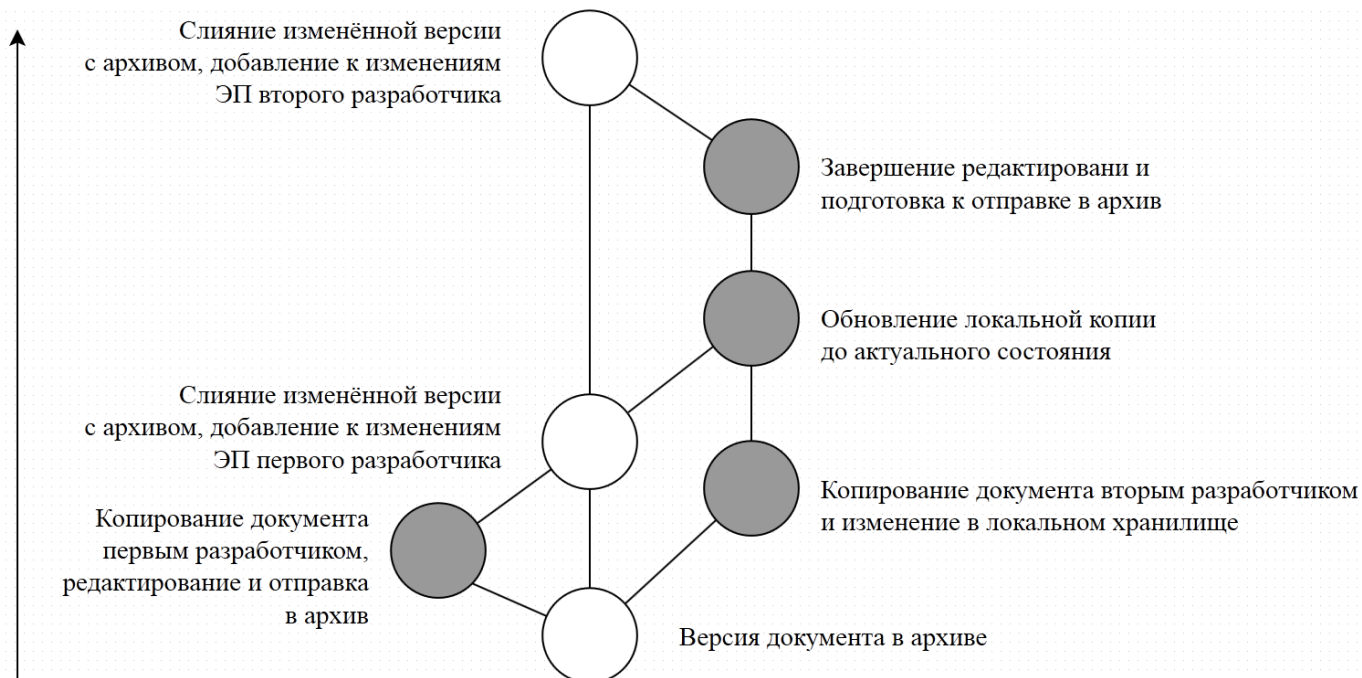 Слияние изменённой версии
с архивом, добавление к изменениям
ЭП второго разработчика
Завершение редактировани и
подготовка к отправке в архив
Обновление локальной копии
до актуального состояния
Слияние изменённой версии
с архивом, добавление к изменениям
ЭП первого разработчика
Копирование документа вторым разработчиком
и изменение в локальном хранилище
Копирование документа
первым разработчиком,
редактирование и отправка
в архив
Версия документа в архиве